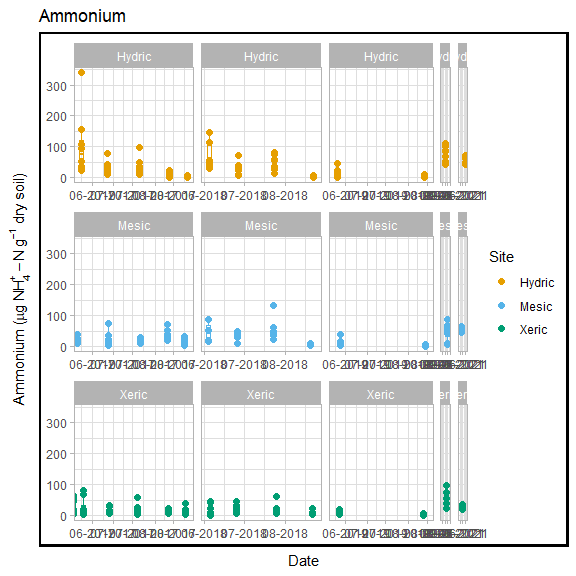 Ammonium
Hydric Hydric Hydric
300
200
100
0
07-2018 08-2018
Mesic Mesic Mesic
300
200
100
0
07-2018 08-2018
Xeric Xeric Xeric
300
200
100
0
07-2018 08-2018
Ammonium (µg NH₄⁺ − N g⁻¹ dry soil)
Date
Site
Hydric
Mesic
Xeric